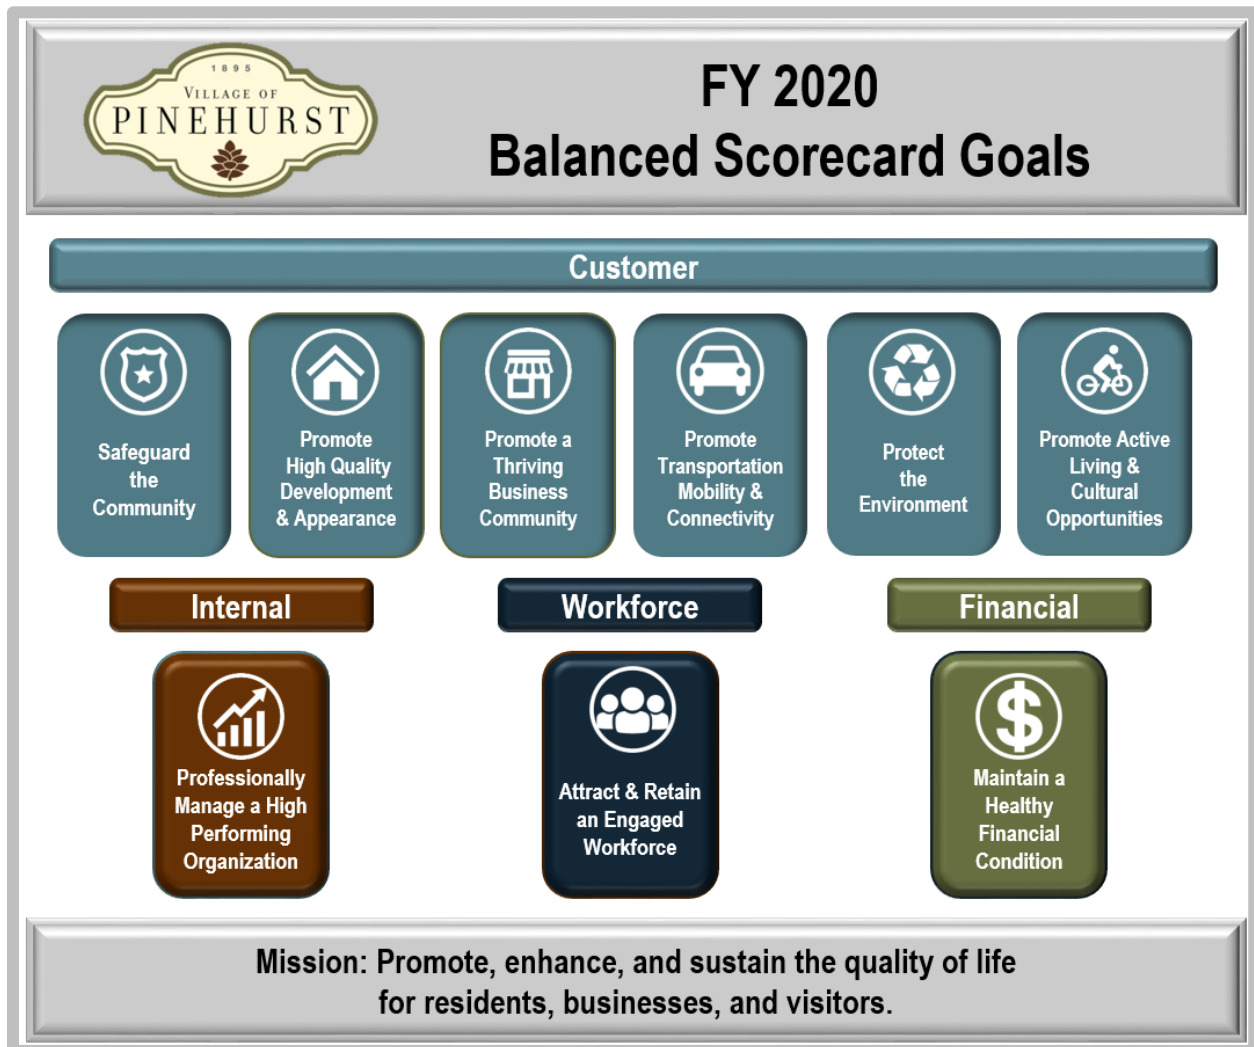 1895
VILLAGE OF
PINEHURST
FY 2020
Balanced Scorecard Goals
Customer
Safeguard
the
Community
Promote
High Quality
Development
& Appearance
Promote a
Thriving
Business
Community
Promote
Transportation
Mobility &
Connectivity
Protect
the
Environment
Promote Active
Living &
Cultural
Opportunities
Internal
Workforce
Financial
Professionally
Manage a High
Performing
Organization
Attract & Retain
an Engaged
Workforce
$
Maintain a
Healthy
Financial
Condition
Mission: Promote, enhance, and sustain the quality of life
for residents, businesses, and visitors.